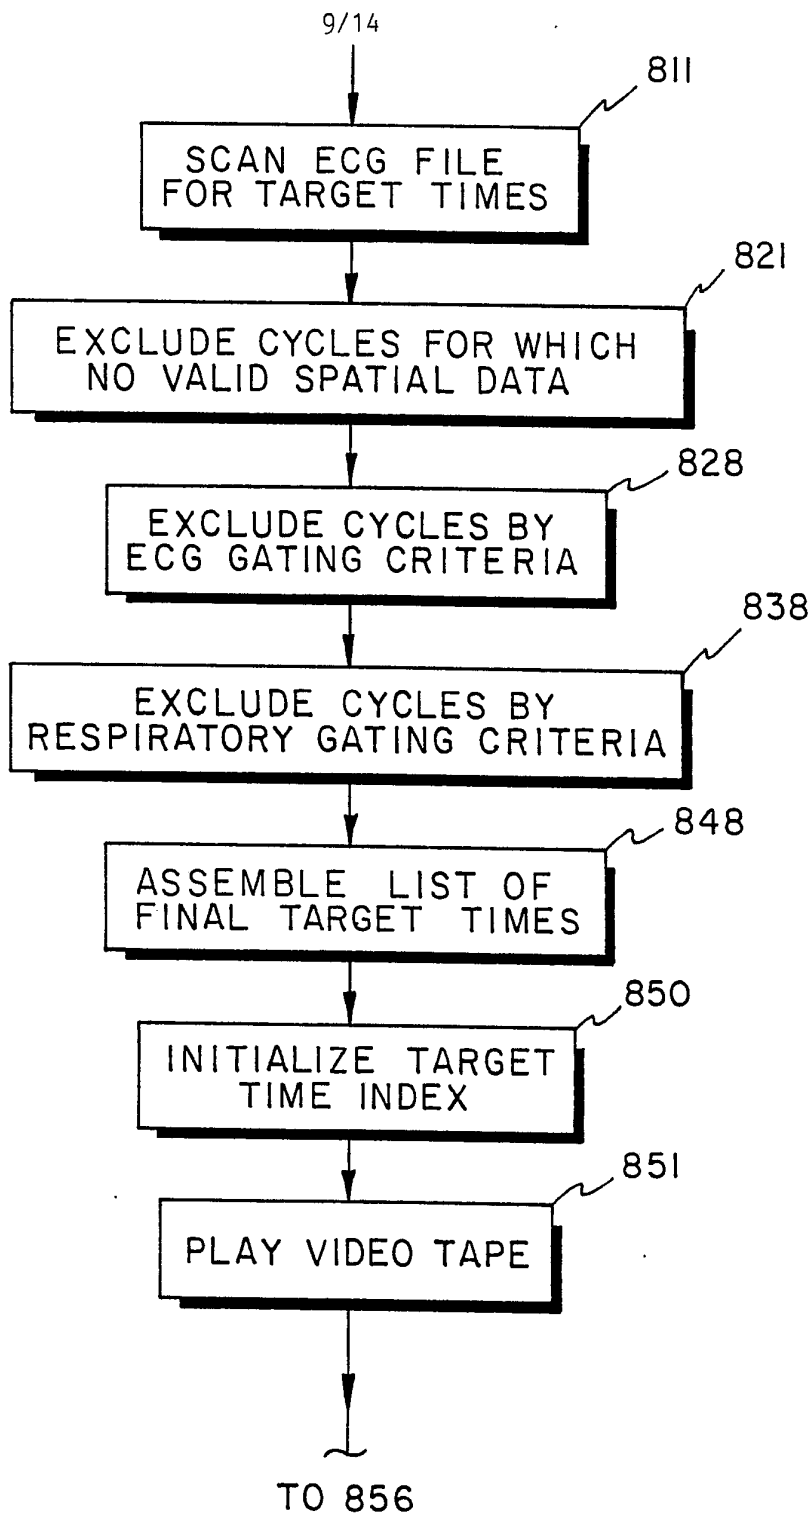 9/14
811
SCAN ECG FILE
FOR TARGET TIMES
821
EXCLUDE CYCLES FOR WHICH
NO VALID SPATIAL DATA
828
EXCLUDE CYCLES BY
ECG GATING CRITERIA
838
EXCLUDE CYCLES BY
RESPIRATORY GATING CRITERIA
848
ASSEMBLE LIST OF
FINAL TARGET TIMES
850
INITIALIZE TARGET
TIME INDEX
851
PLAY VIDEO TAPE
TO 856